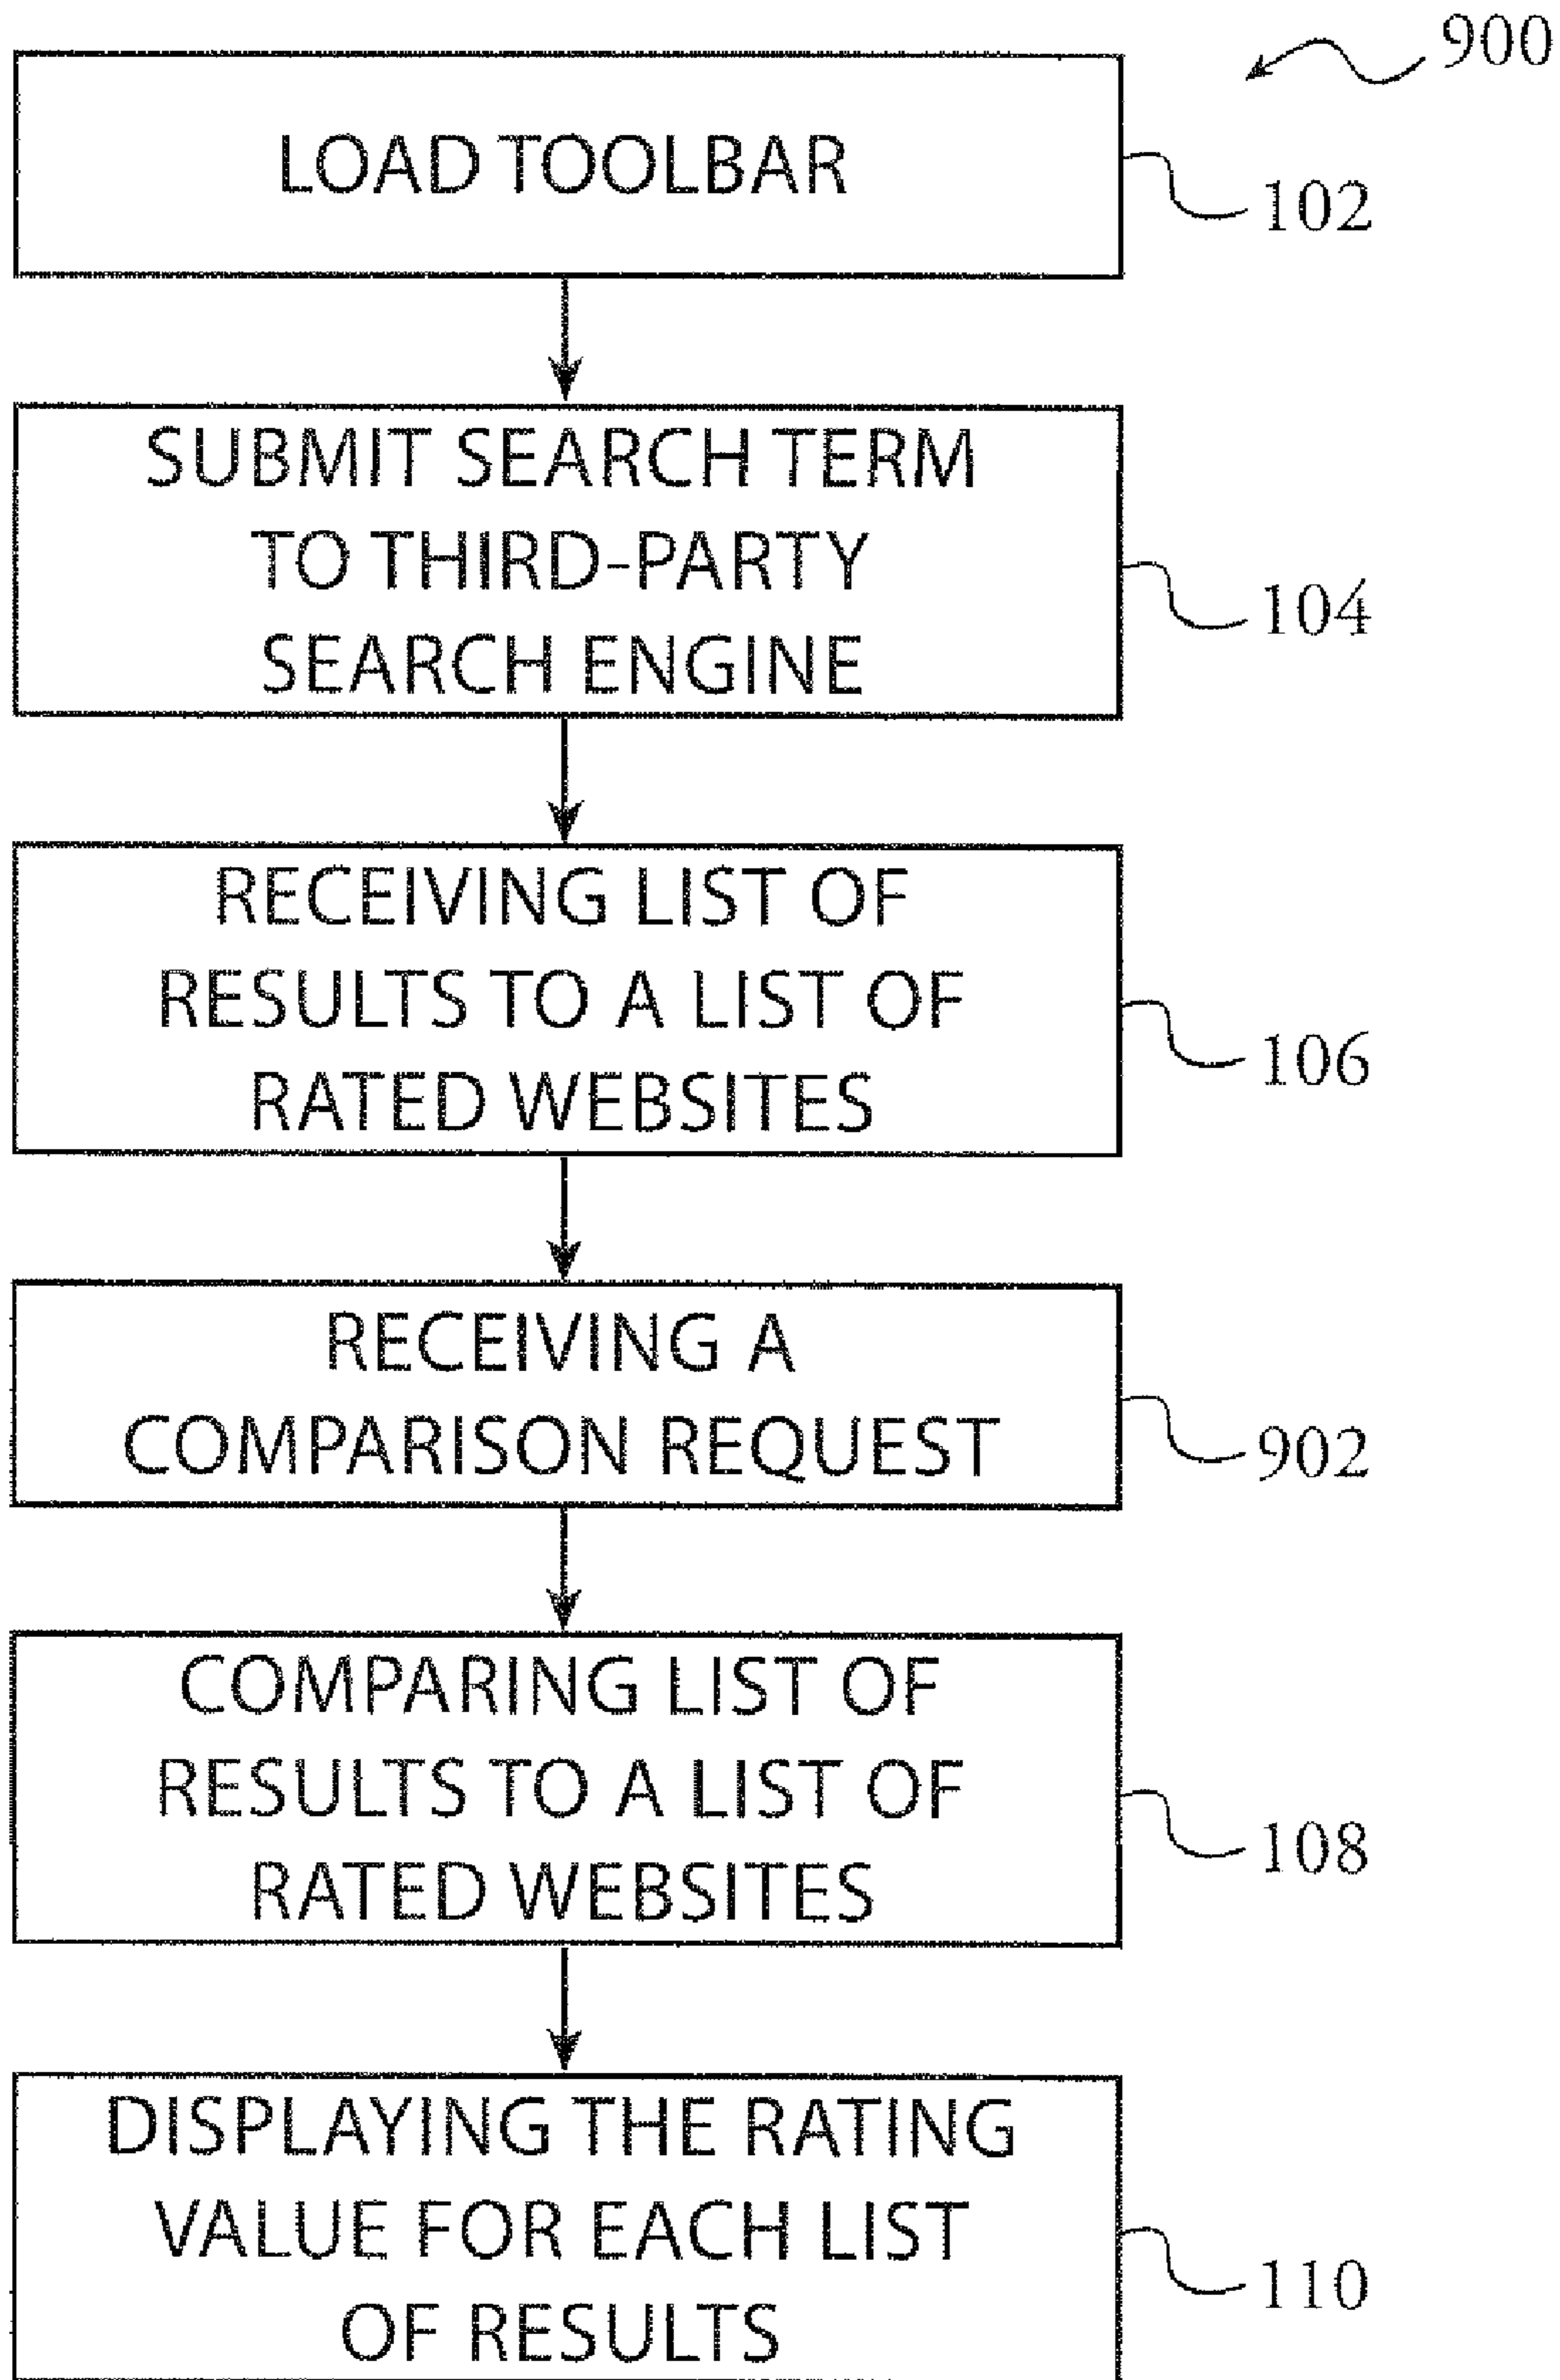 900
LOAD TOOLBAR
102
SUBMIT SEARCH TERM
TO THIRD-PARTY
SEARCH ENGINE
104
RECEIVING LIST OF
RESULTS TO A LIST OF
RATED WEBSITES
106
RECEIVING A
COMPARISON REQUEST
902
COMPARING LIST OF
RESULTS TO A LIST OF
RATED WEBSITES
108
DISPLAYING THE RATING
VALUE FOR EACH LIST
OF RESULTS
110